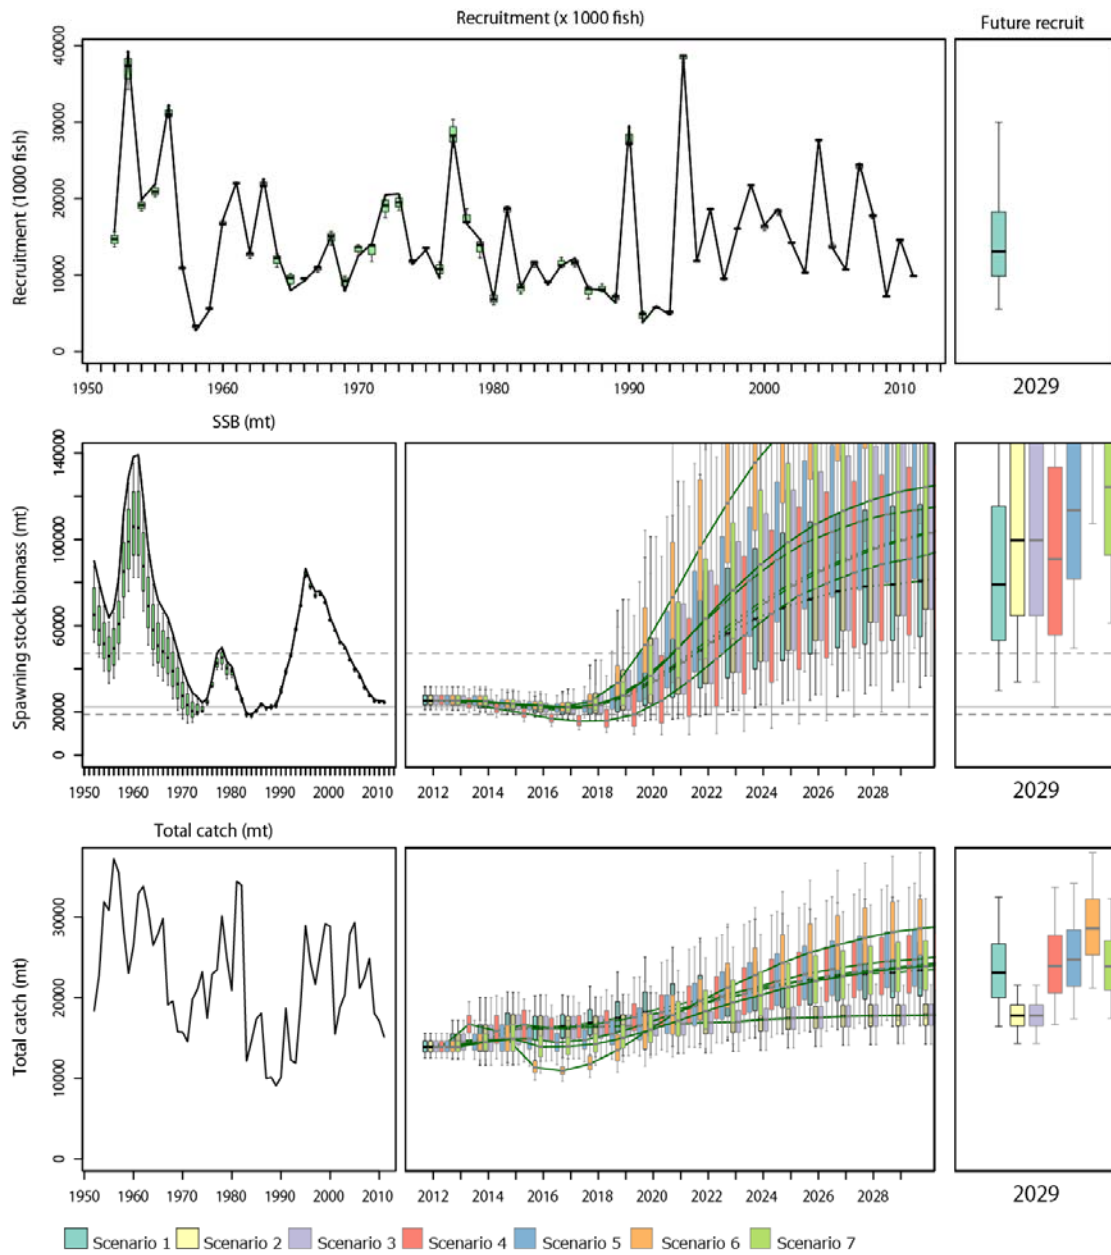 Recruitment (x 1000 fish)
Future recruit
Recruitment (1000 fish)
40000
30000
20000
10000
0
1950 1960 1970 1980 1990 2000 2010
2029
SSB (mt)
Spawning stock biomass (mt)
140000
100000
60000
20000
0
1950 1960 1970 1980 1990 2000 2010
2012 2014 2016 2018 2020 2022 2024 2026 2028
2029
Total catch (mt)
Total catch (mt)
30000
20000
10000
0
1950 1960 1970 1980 1990 2000 2010
2012 2014 2016 2018 2020 2022 2024 2026 2028
2029
Scenario 1 Scenario 2 Scenario 3 Scenario 4 Scenario 5 Scenario 6 Scenario 7